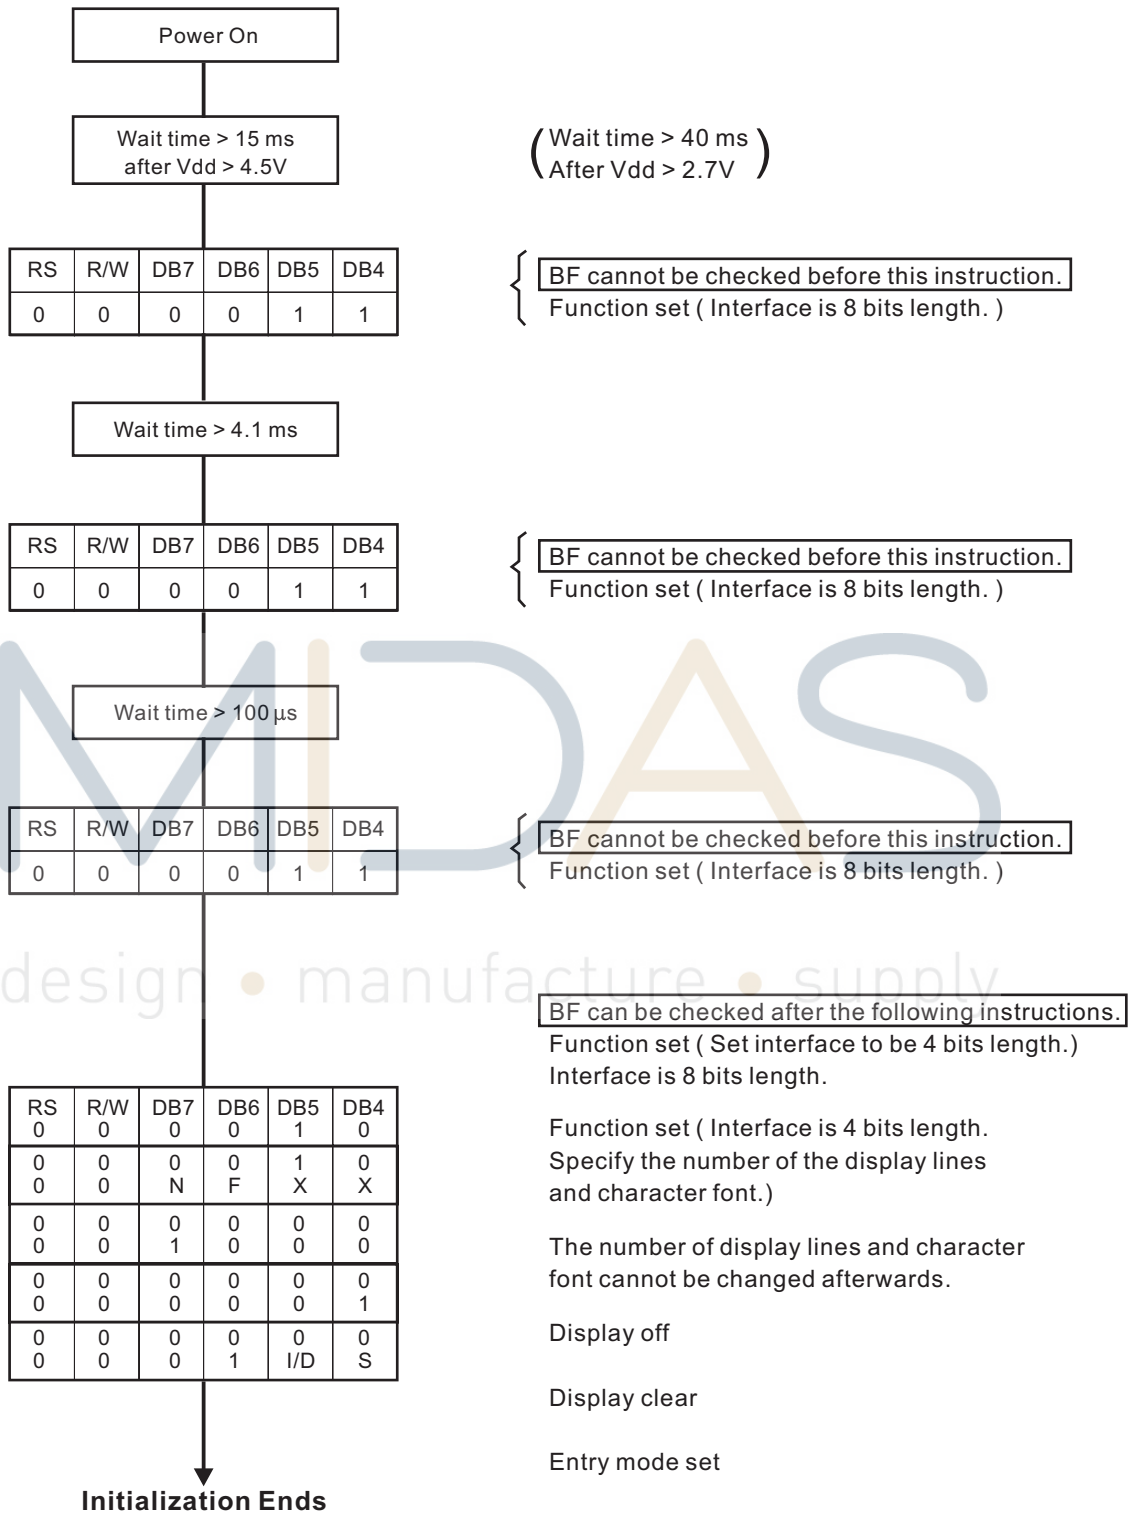 Power On
Wait time > 15 ms
after Vdd > 4.5V
(Wait time > 40 ms
After Vdd > 2.7V)
RS R/W DB7 DB6 DB5 DB4
0 0 0 0 1 1
BF cannot be checked before this instruction.
Function set ( Interface is 8 bits length. )
Wait time > 4.1 ms
RS R/W DB7 DB6 DB5 DB4
0 0 0 0 1 1
BF cannot be checked before this instruction.
Function set ( Interface is 8 bits length. )
MIDAS
Wait time > 100 µs
RS R/W DB7 DB6 DB5 DB4
0 0 0 0 1 1
BF cannot be checked before this instruction.
Function set ( Interface is 8 bits length. )
design • manufacture • supply
BF can be checked after the following instructions.
Function set ( Set interface to be 4 bits length.)
Interface is 8 bits length.
Function set ( Interface is 4 bits length.
Specify the number of the display lines
and character font.)
The number of display lines and character
font cannot be changed afterwards.
Display off
Display clear
Entry mode set
RS R/W DB7 DB6 DB5 DB4
0 0 0 0 1 0
0 0 0 0 1 0
0 0 N F X X
0 0 0 0 0 0
0 0 1 0 0 0
0 0 0 0 0 0
0 0 0 0 0 1
0 0 0 0 0 0
0 0 0 1 I/D S
Initialization Ends